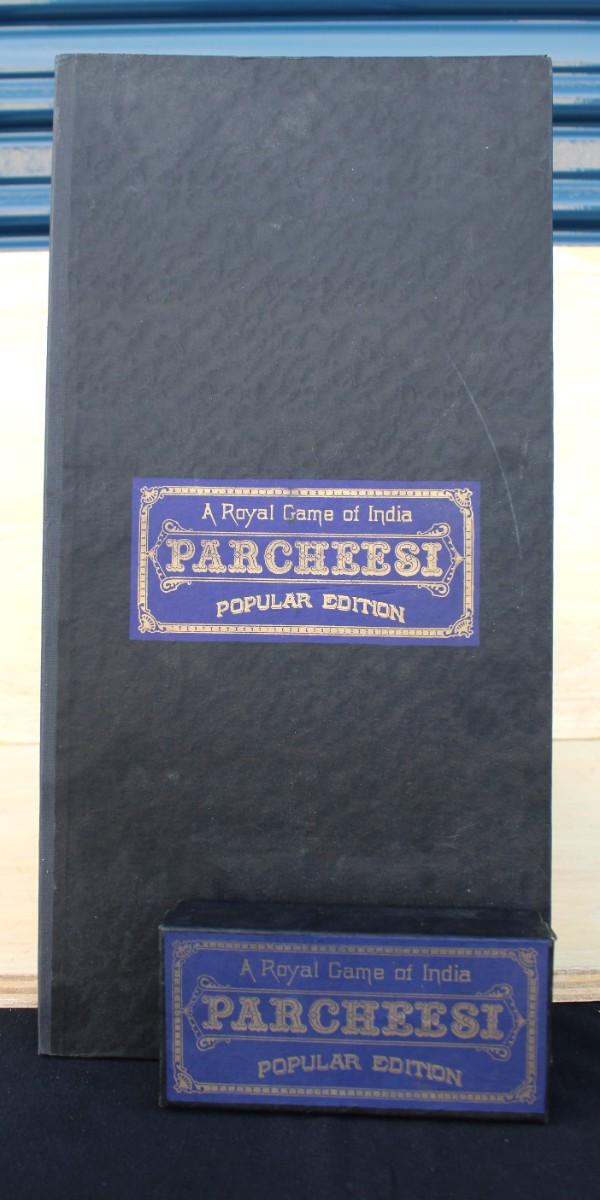 A Royal Game of India
PARCHEESI
POPULAR EDITION
A Royal Game of India
PARCHEESI
POPULAR EDITION